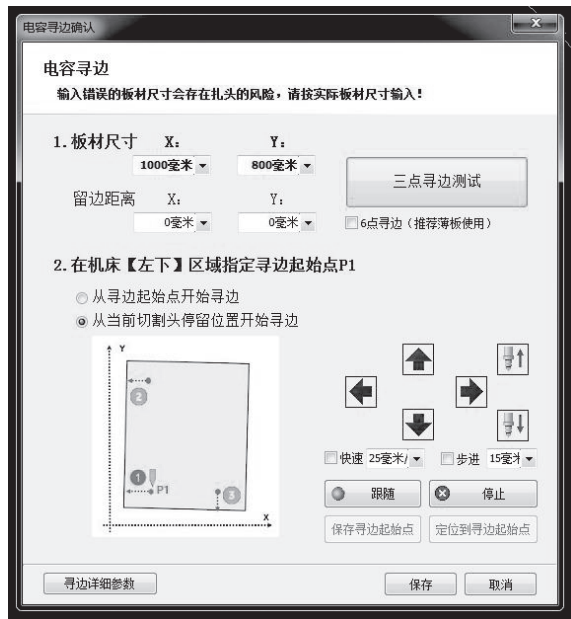 电容寻边确认
电容寻边
输入错误的板材尺寸会存在扎头的风险，请按实际板材尺寸输入！
1.板材尺寸 X： Y：
1000毫米 800毫米
三点寻边测试
留边距离 X： Y：
0毫米 0毫米
6点寻边（推荐薄板使用）
2.在机床【左下】区域指定寻边起始点P1
从寻边起始点开始寻边
从当前切割头停留位置开始寻边
Y
2
1
P1
3
X
快速 25毫米/ 步进 15毫米
跟随 停止
保存寻边起始点 定位到寻边起始点
寻边详细参数 保存 取消